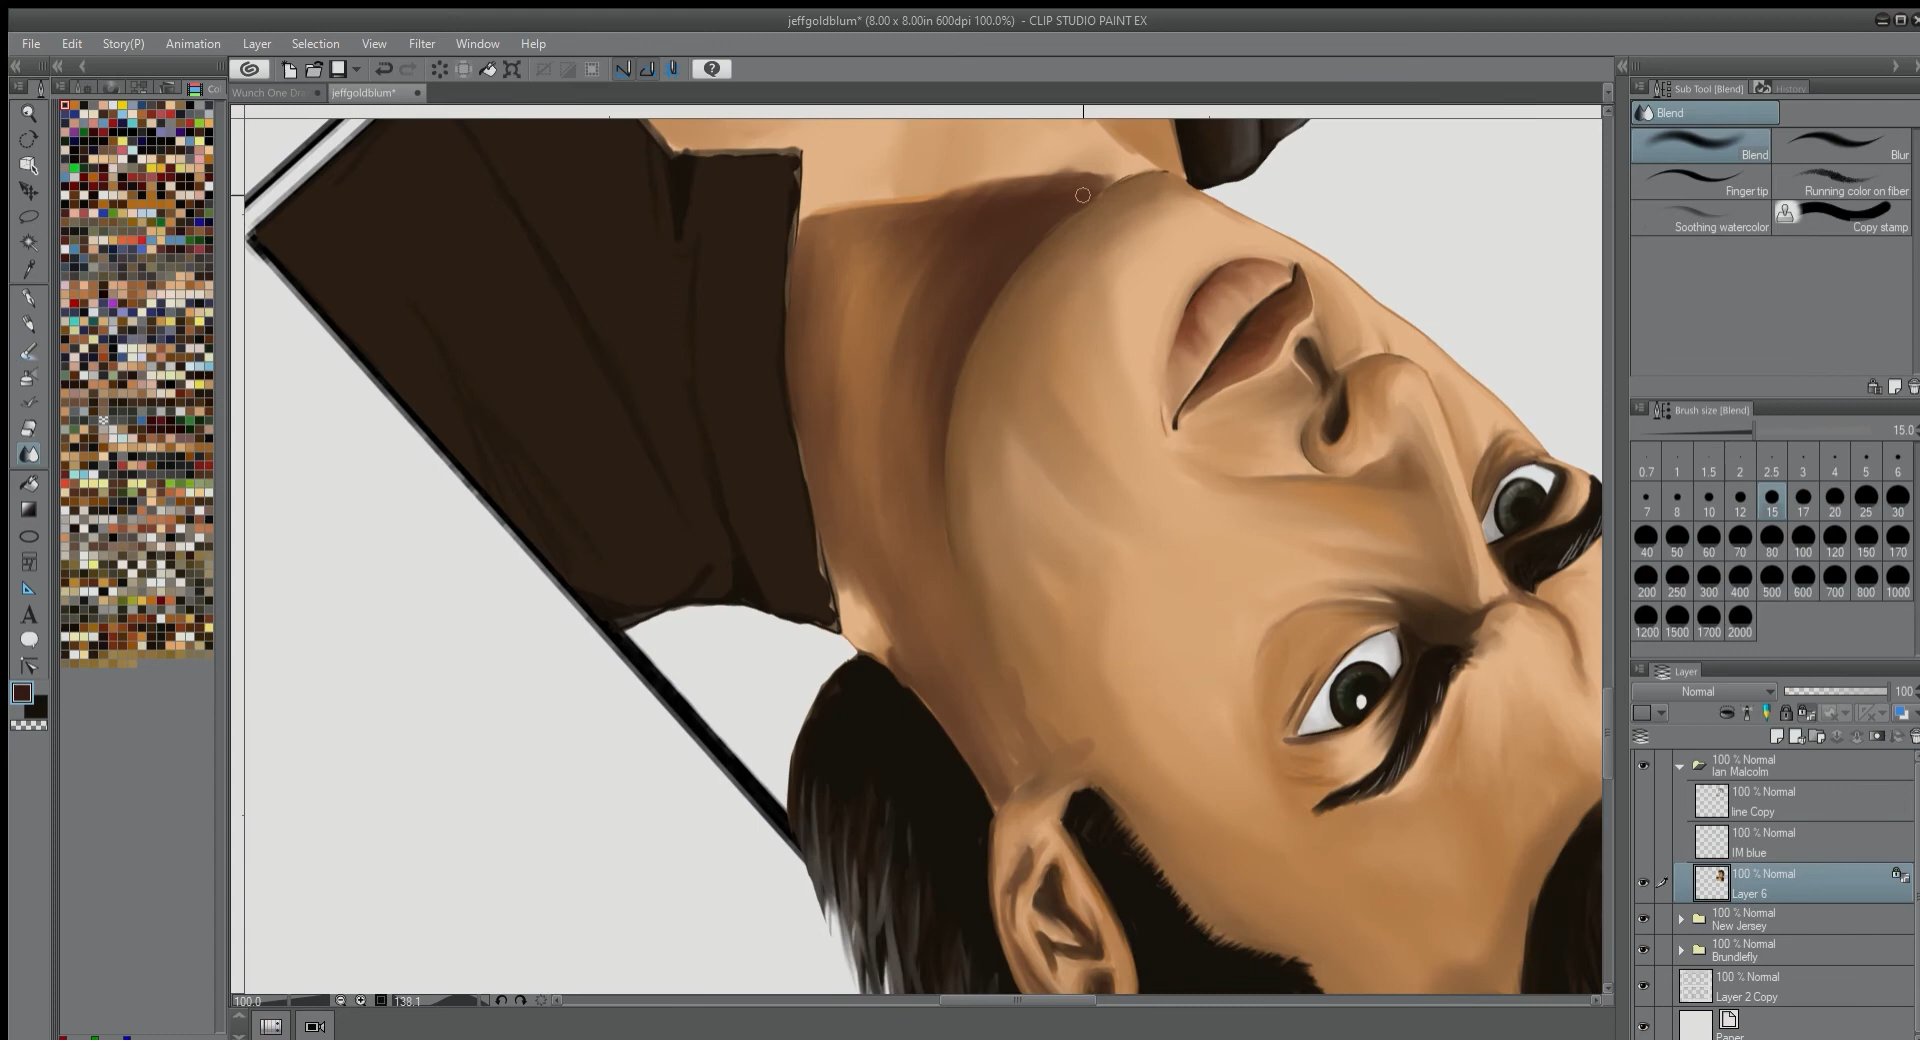 jeffgoldblum* (8.00 x 8.00in 600dpi 100.0%) - CLIP STUDIO PAINT EX
File Edit Story(P) Animation Layer Selection View Filter Window Help
Wunch One
jeffgoldblum*
Sub Tool [Blend]
History
Blend
Blend
Blur
Finger tip
Running color on fiber
Soothing watercolor
Copy stamp
Brush size [Blend]
15.0
0.7 1 1.5 2 2.5 3 4 5 6
7 8 10 12 15 17 20 25 30
40 50 60 70 80 100 120 150 170
200 250 300 400 500 600 700 800 1000
1200 1500 1700 2000
Layer
Normal 100
100 % Normal
Ian Malcolm
100 % Normal
line Copy
100 % Normal
IM blue
100 % Normal
Layer 6
100 % Normal
New Jersey
100 % Normal
Brundlefly
100 % Normal
Layer 2 Copy
Paper
100.0
138.1